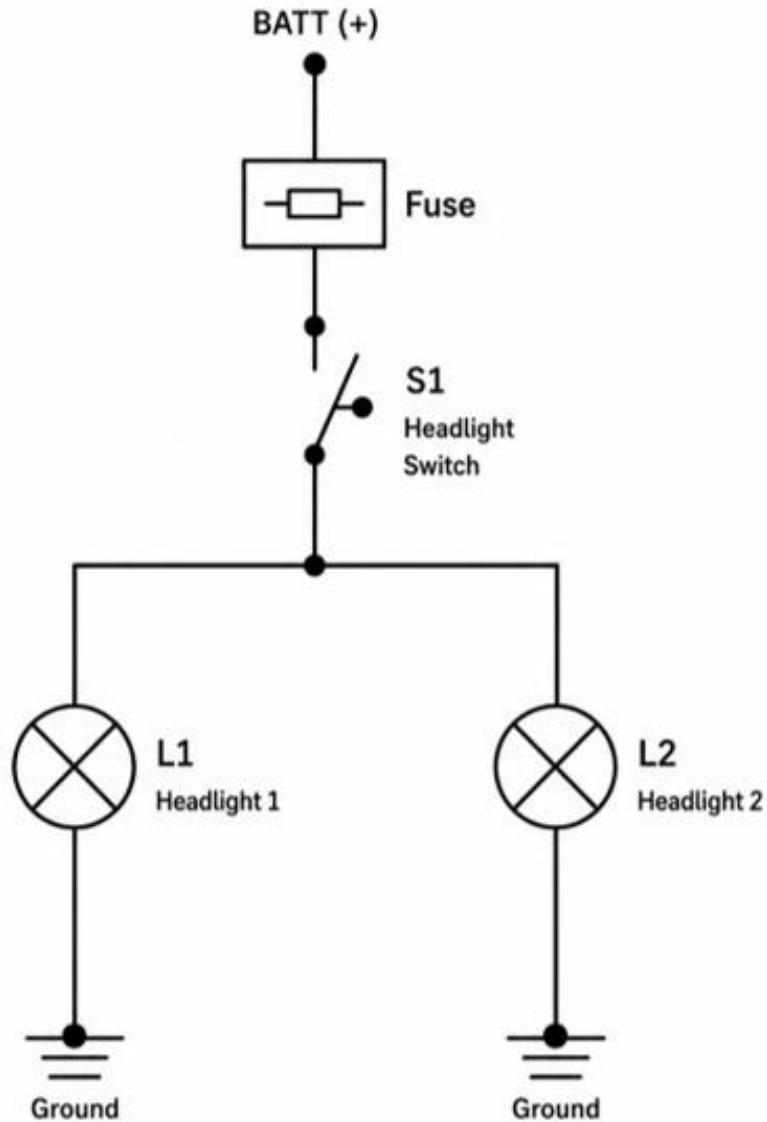 BATT (+)
Fuse
S1
Headlight
Switch
L1
Headlight 1
L2
Headlight 2
Ground
Ground